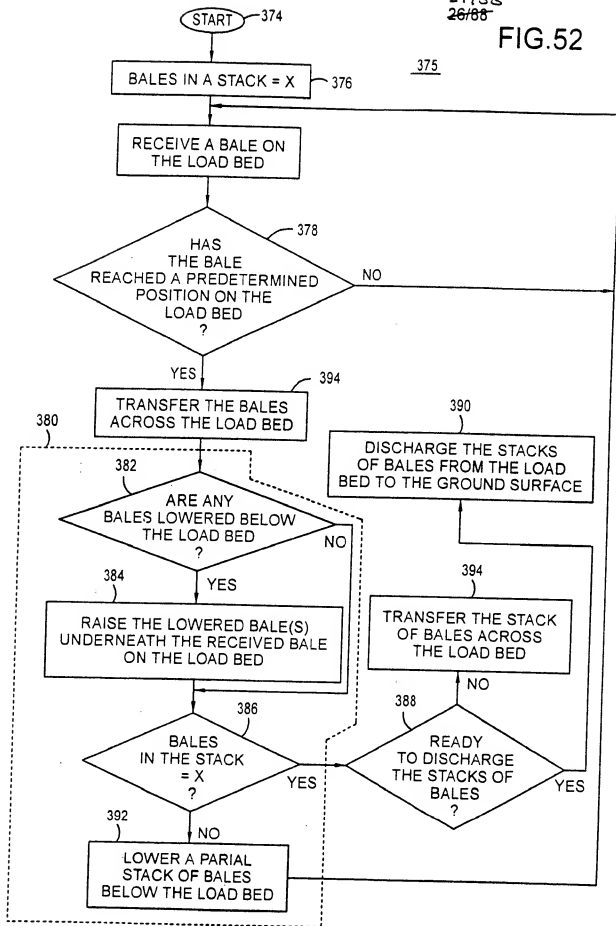 26/88
FIG.52
START
374
375
BALES IN A STACK = X
376
RECEIVE A BALE ON
THE LOAD BED
378
HAS
THE BALE
REACHED A PREDETERMINED
POSITION ON THE
LOAD BED
?
NO
YES
394
TRANSFER THE BALES
ACROSS THE LOAD BED
380
382
ARE ANY
BALES LOWERED BELOW
THE LOAD BED
?
NO
YES
384
RAISE THE LOWERED BALE(S)
UNDERNEATH THE RECEIVED BALE
ON THE LOAD BED
386
BALES
IN THE STACK
= X
?
YES
NO
392
LOWER A PARIAL
STACK OF BALES
BELOW THE LOAD BED
390
DISCHARGE THE STACKS
OF BALES FROM THE LOAD
BED TO THE GROUND SURFACE
394
TRANSFER THE STACK
OF BALES ACROSS
THE LOAD BED
NO
388
READY
TO DISCHARGE
THE STACKS OF
BALES
?
YES